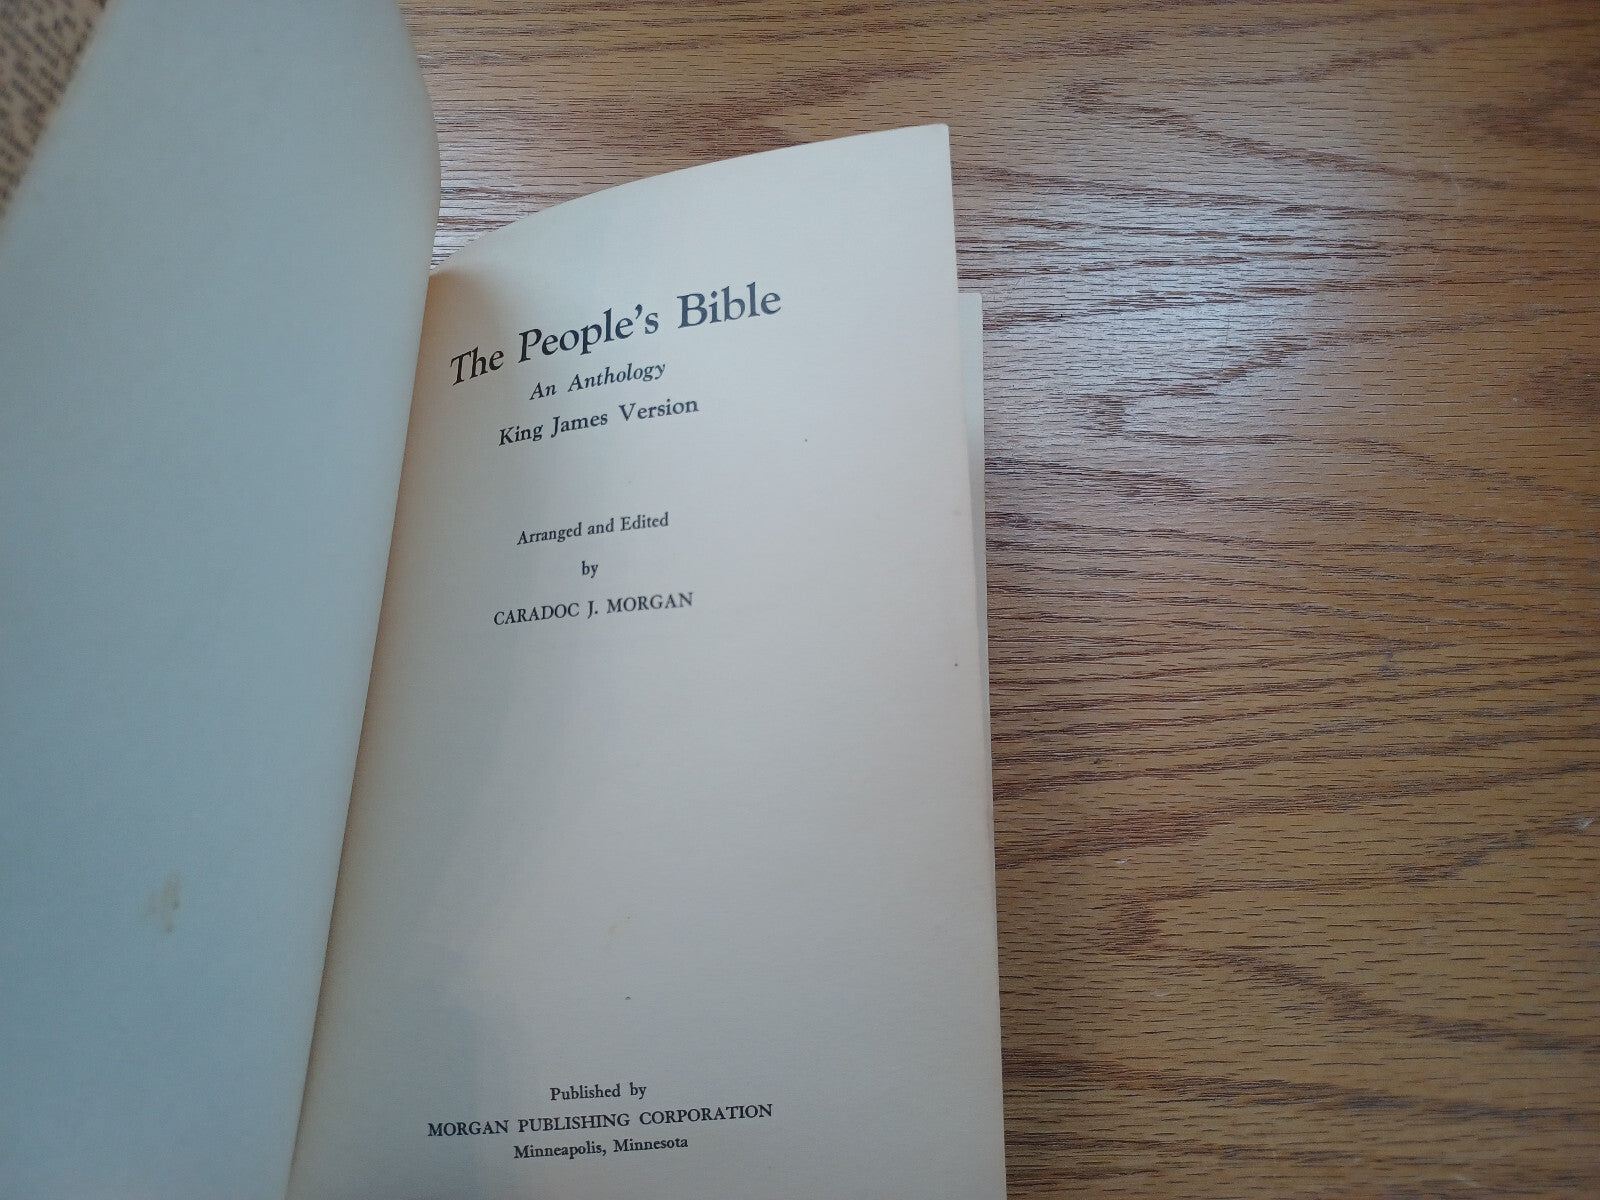 The People's Bible
An Anthology
King James Version
Arranged and Edited
by
CARADOC J. MORGAN
Published by
MORGAN PUBLISHING CORPORATION
Minneapolis, Minnesota